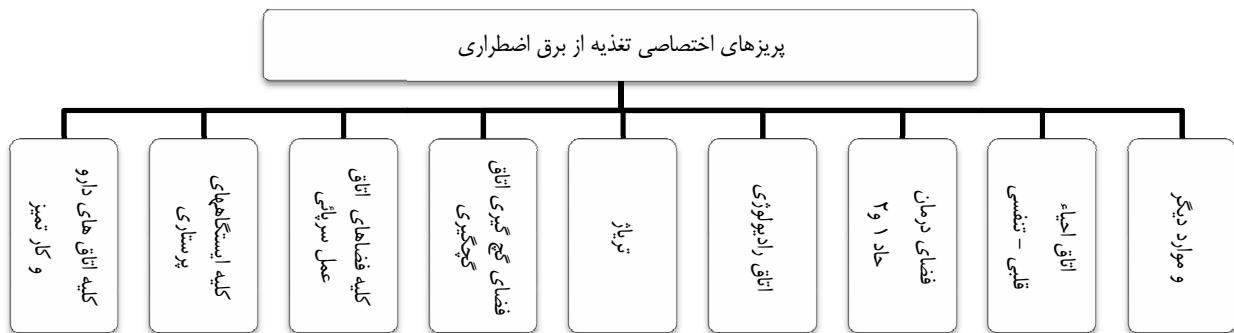 پریزهای اختصاصی تغذیه از برق اضطراری
و موارد دیگر
اتاق احیاء
قلبی – تنفسی
فضای درمان
حاد ۱ و۲
اتاق رادیولوژی
تریاژ
فضای گچ گیری اتاق
گچگیری
کلیه فضاهای اتاق
عمل سرپائی
کلیه ایستگاههای
پرستاری
کلیه اتاق های دارو
و کار تمیز